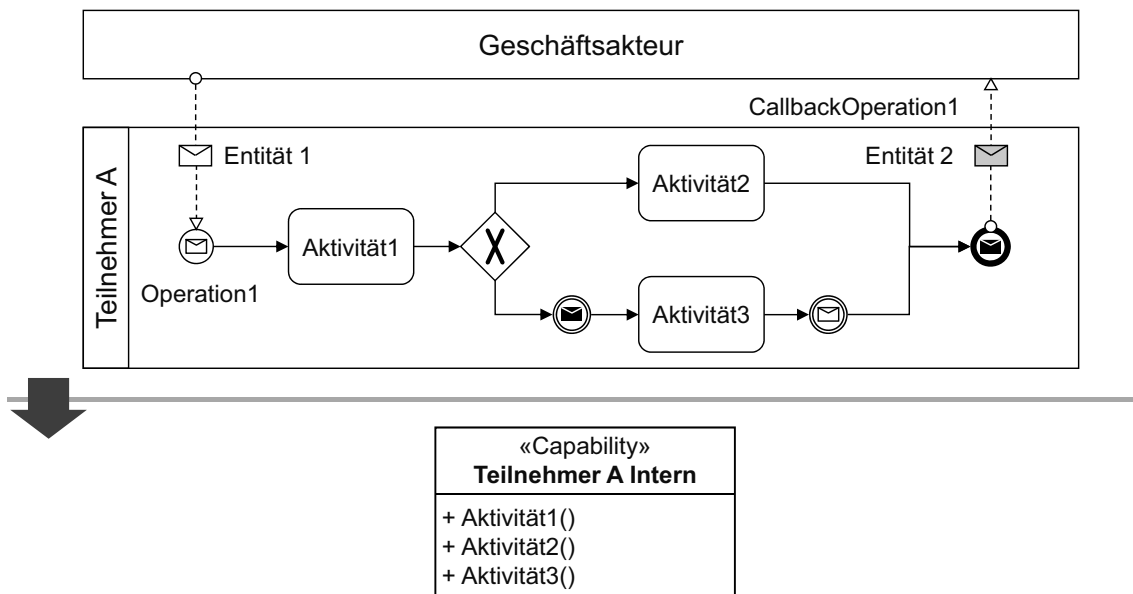 Geschäftsakteur
CallbackOperation1
Entität 1
Entität 2
Teilnehmer A
Aktivität2
Aktivität1
X
Operation1
Aktivität3
«Capability»
Teilnehmer A Intern
+ Aktivität1()
+ Aktivität2()
+ Aktivität3()